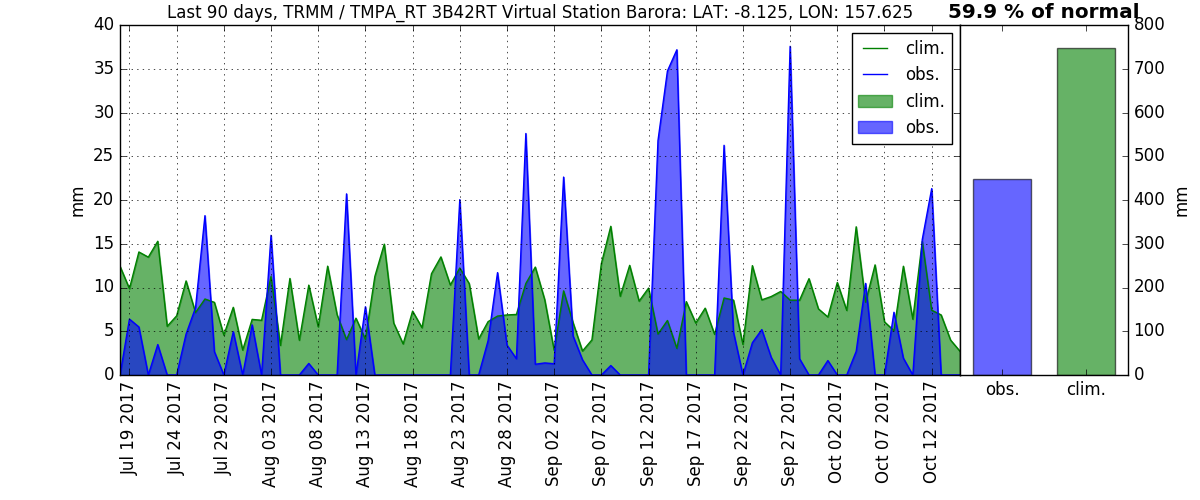 Last 90 days, TRMM / TMPA_RT 3B42RT Virtual Station Barora: LAT: -8.125, LON: 157.625
59.9 % of normal
40
35
30
25
20
15
10
5
0
mm
clim.
obs.
clim.
obs.
800
700
600
500
400
300
200
100
0
mm
Jul 19 2017
Jul 24 2017
Jul 29 2017
Aug 03 2017
Aug 08 2017
Aug 13 2017
Aug 18 2017
Aug 23 2017
Aug 28 2017
Sep 02 2017
Sep 07 2017
Sep 12 2017
Sep 17 2017
Sep 22 2017
Sep 27 2017
Oct 02 2017
Oct 07 2017
Oct 12 2017
obs.
clim.